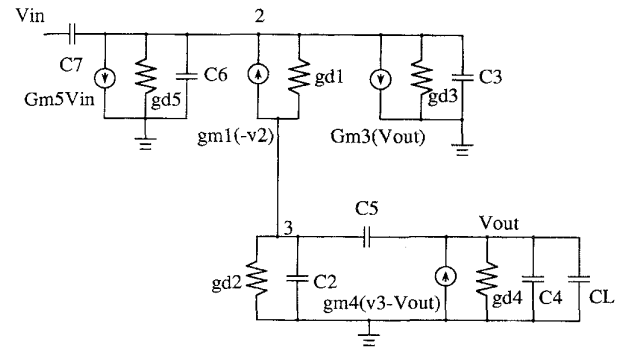 Vin
2
C7
Gm5Vin
gd5
C6
gd1
gm1(-v2)
gd3
C3
Gm3(Vout)
C5
Vout
3
gd2
C2
gm4(v3-Vout)
gd4
C4
CL